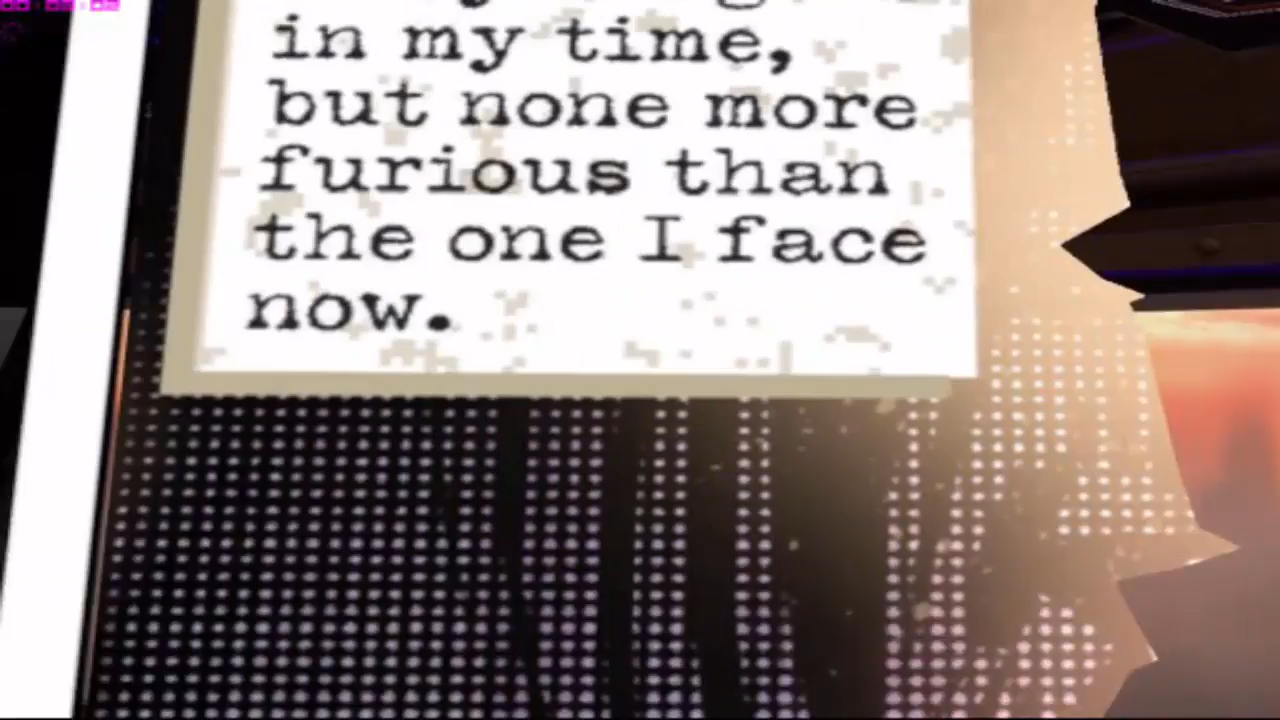 in my time,
but none more
furious than
the one I face
now.